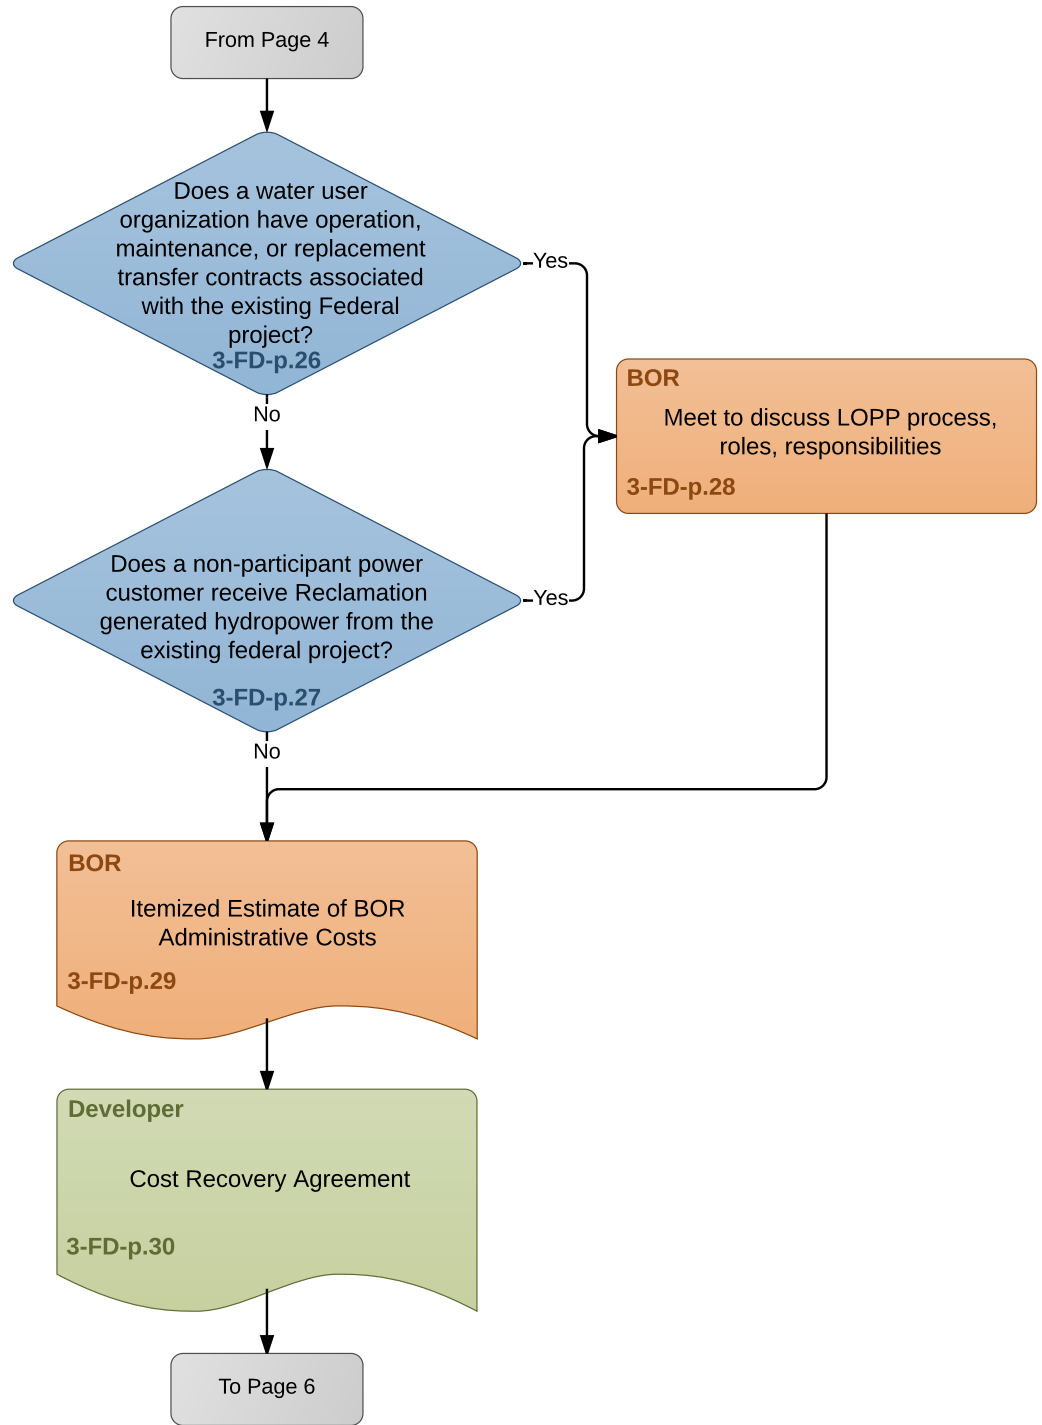 From Page 4
Does a water user
organization have operation,
maintenance, or replacement
transfer contracts associated
with the existing Federal
project?
3-FD-p.26
Yes
No
BOR
Meet to discuss LOPP process,
roles, responsibilities
3-FD-p.28
Does a non-participant power
customer receive Reclamation
generated hydropower from the
existing federal project?
3-FD-p.27
Yes
No
BOR
Itemized Estimate of BOR
Administrative Costs
3-FD-p.29
Developer
Cost Recovery Agreement
3-FD-p.30
To Page 6